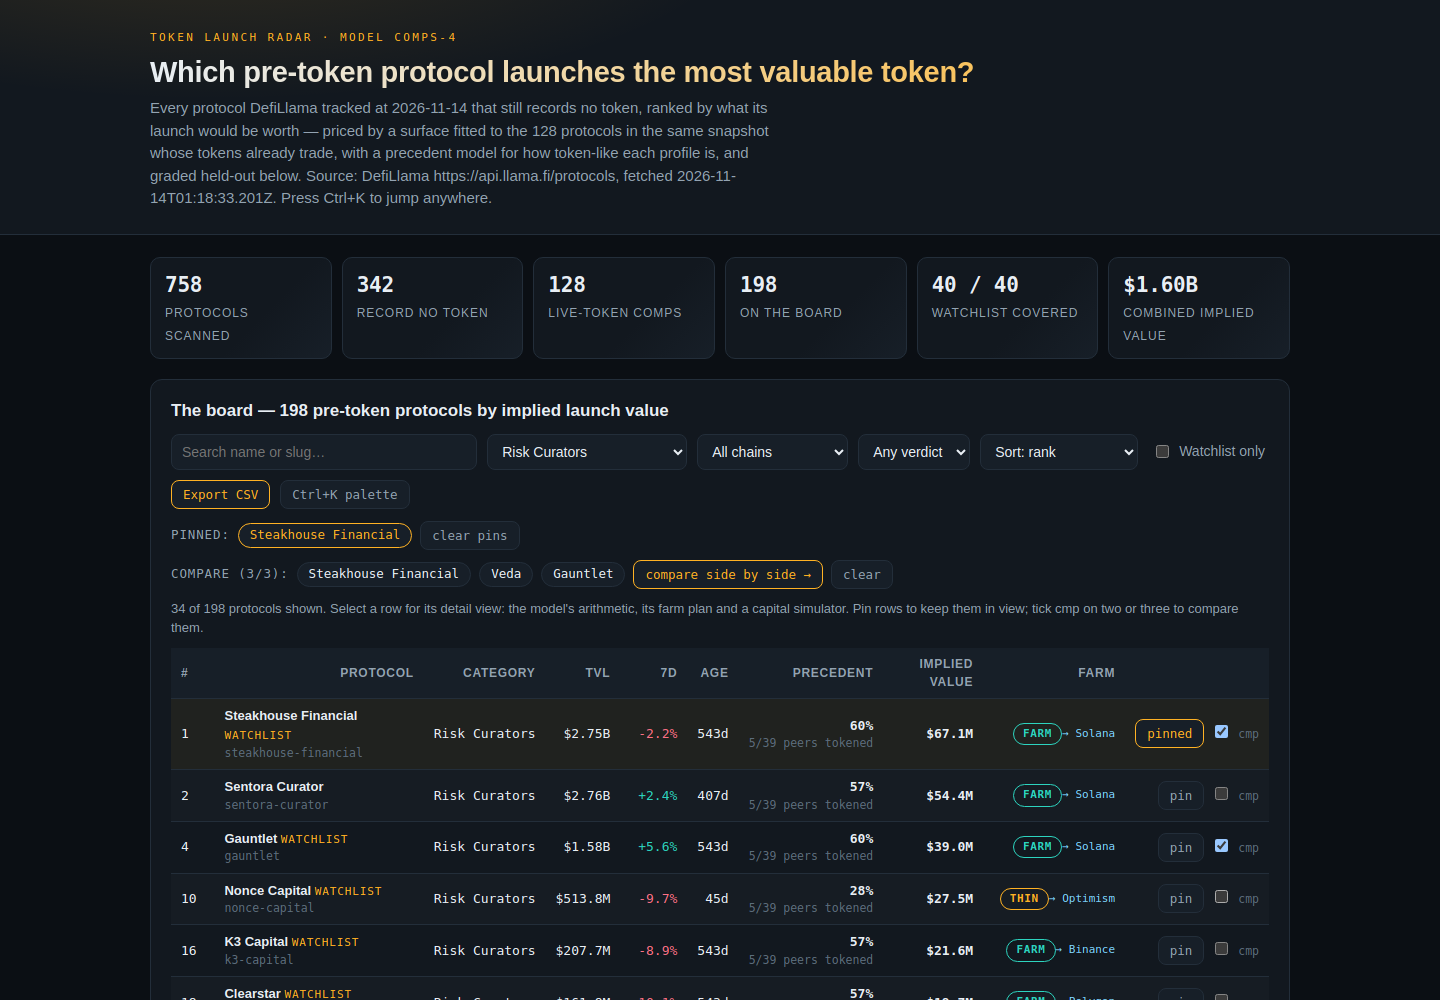 TOKEN LAUNCH RADAR · MODEL COMPS-4
Which pre-token protocol launches the most valuable token?
Every protocol DefiLlama tracked at 2026-11-14 that still records no token, ranked by what its
launch would be worth — priced by a surface fitted to the 128 protocols in the same snapshot
whose tokens already trade, with a precedent model for how token-like each profile is, and
graded held-out below. Source: DefiLlama https://api.llama.fi/protocols, fetched 2026-11-
14T01:18:33.201Z. Press Ctrl+K to jump anywhere.
758 342 128 198 40 / 40 $1.60B
PROTOCOLS SCANNED RECORD NO TOKEN LIVE-TOKEN COMPS ON THE BOARD WATCHLIST COVERED COMBINED IMPLIED VALUE
The board — 198 pre-token protocols by implied launch value
Search name or slug… Risk Curators All chains Any verdict Sort: rank Watchlist only
Export CSV Ctrl+K palette
PINNED: Steakhouse Financial clear pins
COMPARE (3/3): Steakhouse Financial Veda Gauntlet compare side by side → clear
34 of 198 protocols shown. Select a row for its detail view: the model's arithmetic, its farm plan and a capital simulator. Pin rows to keep them in view; tick cmp on two or three to compare
them.
# PROTOCOL CATEGORY TVL 7D AGE PRECEDENT IMPLIED VALUE FARM
1 Steakhouse Financial WATCHLIST steakhouse-financial Risk Curators $2.75B -2.2% 543d 60% 5/39 peers tokened $67.1M FARM → Solana pinned cmp
2 Sentora Curator sentora-curator Risk Curators $2.76B +2.4% 407d 57% 5/39 peers tokened $54.4M FARM → Solana pin cmp
4 Gauntlet WATCHLIST gauntlet Risk Curators $1.58B +5.6% 543d 60% 5/39 peers tokened $39.0M FARM → Solana pin cmp
10 Nonce Capital WATCHLIST nonce-capital Risk Curators $513.8M -9.7% 45d 28% 5/39 peers tokened $27.5M THIN → Optimism pin cmp
16 K3 Capital WATCHLIST k3-capital Risk Curators $207.7M -8.9% 543d 57% 5/39 peers tokened $21.6M FARM → Binance pin cmp
Clearstar WATCHLIST 57%